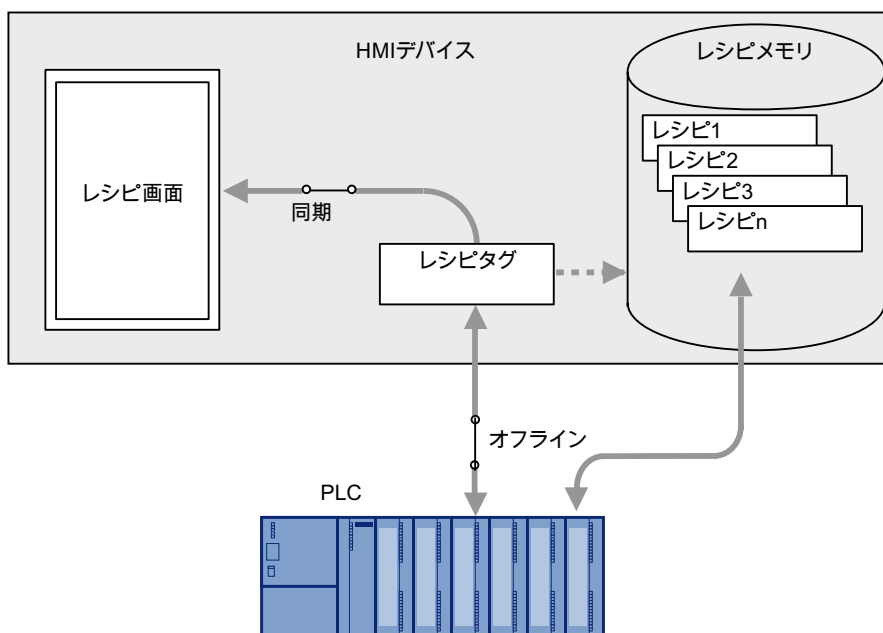 HMIデバイス
レシピメモリ
レシピ1
レシピ2
レシピ3
レシピn
レシピ画面
同期
レシピタグ
オフライン
PLC